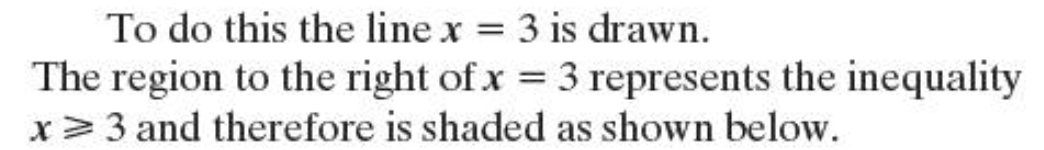 To do this the line x = 3 is drawn.
The region to the right of x = 3 represents the inequality
x ⩾ 3 and therefore is shaded as shown below.